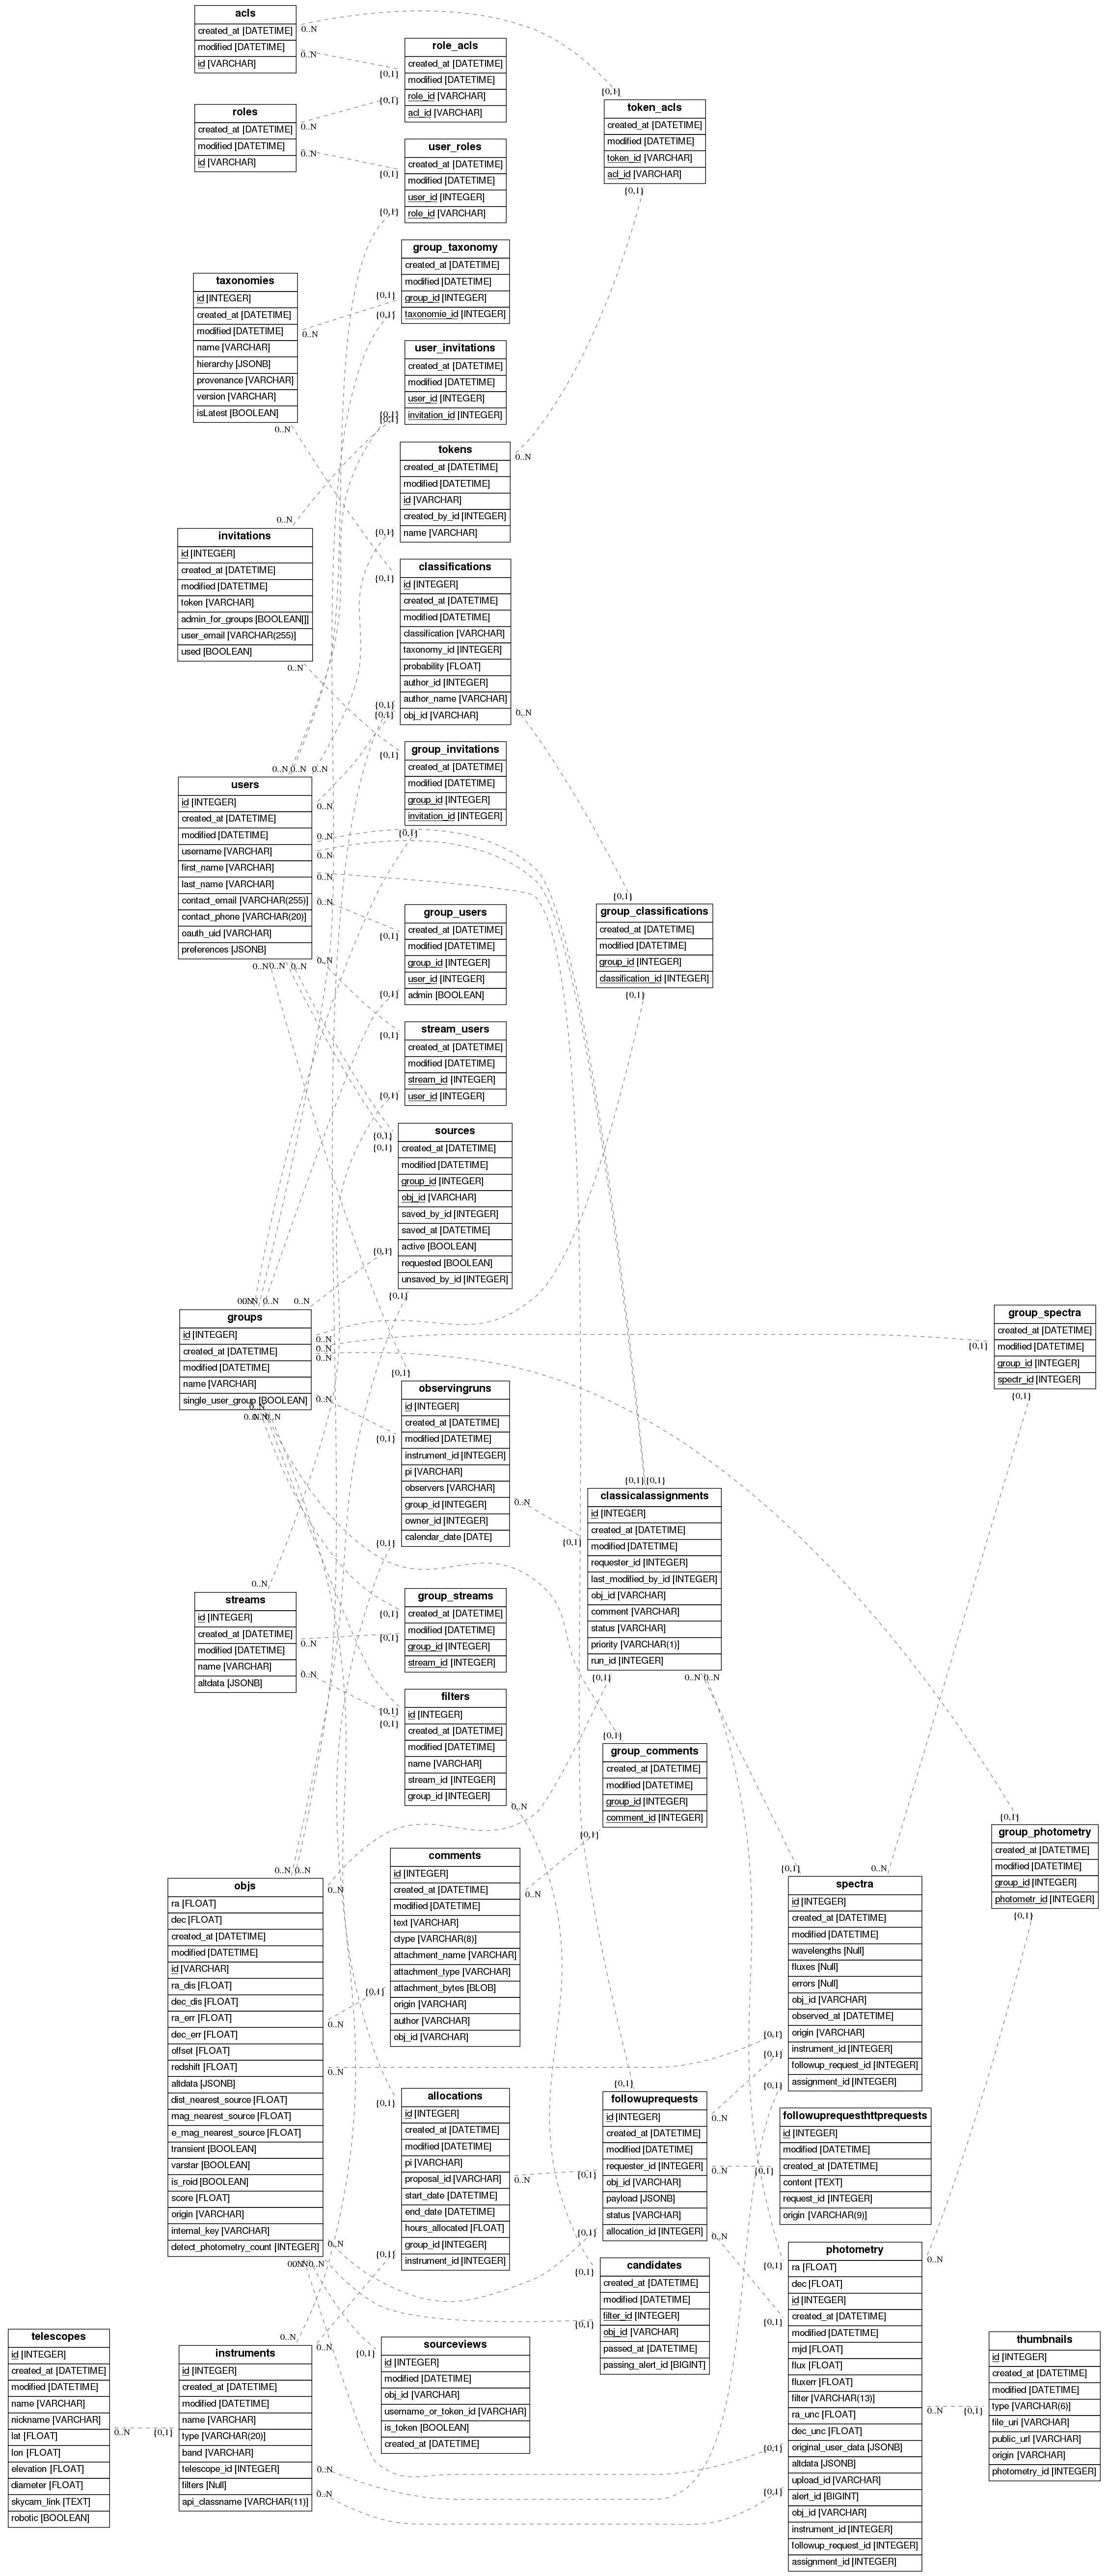 acls
created_at [DATETIME]
modified [DATETIME]
id [VARCHAR]
role_acls
created_at [DATETIME]
modified [DATETIME]
role_id [VARCHAR]
acl_id [VARCHAR]
roles
created_at [DATETIME]
modified [DATETIME]
id [VARCHAR]
token_acls
created_at [DATETIME]
modified [DATETIME]
token_id [VARCHAR]
acl_id [VARCHAR]
user_roles
created_at [DATETIME]
modified [DATETIME]
user_id [INTEGER]
role_id [VARCHAR]
group_taxonomy
created_at [DATETIME]
modified [DATETIME]
group_id [INTEGER]
taxonomie_id [INTEGER]
taxonomies
id [INTEGER]
created_at [DATETIME]
modified [DATETIME]
name [VARCHAR]
hierarchy [JSONB]
provenance [VARCHAR]
version [VARCHAR]
isLatest [BOOLEAN]
user_invitations
created_at [DATETIME]
modified [DATETIME]
user_id [INTEGER]
invitation_id [INTEGER]
tokens
created_at [DATETIME]
modified [DATETIME]
id [VARCHAR]
created_by_id [INTEGER]
name [VARCHAR]
invitations
id [INTEGER]
created_at [DATETIME]
modified [DATETIME]
token [VARCHAR]
admin_for_groups [BOOLEAN[]]
user_email [VARCHAR(255)]
used [BOOLEAN]
classifications
id [INTEGER]
created_at [DATETIME]
modified [DATETIME]
classification [VARCHAR]
taxonomy_id [INTEGER]
probability [FLOAT]
author_id [INTEGER]
author_name [VARCHAR]
obj_id [VARCHAR]
group_invitations
created_at [DATETIME]
modified [DATETIME]
group_id [INTEGER]
invitation_id [INTEGER]
users
id [INTEGER]
created_at [DATETIME]
modified [DATETIME]
username [VARCHAR]
first_name [VARCHAR]
last_name [VARCHAR]
contact_email [VARCHAR(255)]
contact_phone [VARCHAR(20)]
oauth_uid [VARCHAR]
preferences [JSONB]
group_users
created_at [DATETIME]
modified [DATETIME]
group_id [INTEGER]
user_id [INTEGER]
admin [BOOLEAN]
group_classifications
created_at [DATETIME]
modified [DATETIME]
group_id [INTEGER]
classification_id [INTEGER]
stream_users
created_at [DATETIME]
modified [DATETIME]
stream_id [INTEGER]
user_id [INTEGER]
sources
created_at [DATETIME]
modified [DATETIME]
group_id [INTEGER]
obj_id [VARCHAR]
saved_by_id [INTEGER]
saved_at [DATETIME]
active [BOOLEAN]
requested [BOOLEAN]
unsaved_by_id [INTEGER]
groups
id [INTEGER]
created_at [DATETIME]
modified [DATETIME]
name [VARCHAR]
single_user_group [BOOLEAN]
group_spectra
created_at [DATETIME]
modified [DATETIME]
group_id [INTEGER]
spectr_id [INTEGER]
observingruns
id [INTEGER]
created_at [DATETIME]
modified [DATETIME]
instrument_id [INTEGER]
pi [VARCHAR]
observers [VARCHAR]
group_id [INTEGER]
owner_id [INTEGER]
calendar_date [DATE]
classicalassignments
id [INTEGER]
created_at [DATETIME]
modified [DATETIME]
requester_id [INTEGER]
last_modified_by_id [INTEGER]
obj_id [VARCHAR]
comment [VARCHAR]
status [VARCHAR]
priority [VARCHAR(1)]
run_id [INTEGER]
streams
id [INTEGER]
created_at [DATETIME]
modified [DATETIME]
name [VARCHAR]
altdata [JSONB]
group_streams
created_at [DATETIME]
modified [DATETIME]
group_id [INTEGER]
stream_id [INTEGER]
filters
id [INTEGER]
created_at [DATETIME]
modified [DATETIME]
name [VARCHAR]
stream_id [INTEGER]
group_id [INTEGER]
group_comments
created_at [DATETIME]
modified [DATETIME]
group_id [INTEGER]
comment_id [INTEGER]
group_photometry
created_at [DATETIME]
modified [DATETIME]
group_id [INTEGER]
photometr_id [INTEGER]
comments
id [INTEGER]
created_at [DATETIME]
modified [DATETIME]
text [VARCHAR]
ctype [VARCHAR(8)]
attachment_name [VARCHAR]
attachment_type [VARCHAR]
attachment_bytes [BLOB]
origin [VARCHAR]
author [VARCHAR]
obj_id [VARCHAR]
objs
ra [FLOAT]
dec [FLOAT]
created_at [DATETIME]
modified [DATETIME]
id [VARCHAR]
ra_dis [FLOAT]
dec_dis [FLOAT]
ra_err [FLOAT]
dec_err [FLOAT]
offset [FLOAT]
redshift [FLOAT]
altdata [JSONB]
dist_nearest_source [FLOAT]
mag_nearest_source [FLOAT]
e_mag_nearest_source [FLOAT]
transient [BOOLEAN]
varstar [BOOLEAN]
is_roid [BOOLEAN]
score [FLOAT]
origin [VARCHAR]
internal_key [VARCHAR]
detect_photometry_count [INTEGER]
spectra
id [INTEGER]
created_at [DATETIME]
modified [DATETIME]
wavelengths [Null]
fluxes [Null]
errors [Null]
obj_id [VARCHAR]
observed_at [DATETIME]
origin [VARCHAR]
instrument_id [INTEGER]
followup_request_id [INTEGER]
assignment_id [INTEGER]
allocations
id [INTEGER]
created_at [DATETIME]
modified [DATETIME]
pi [VARCHAR]
proposal_id [VARCHAR]
start_date [DATETIME]
end_date [DATETIME]
hours_allocated [FLOAT]
group_id [INTEGER]
instrument_id [INTEGER]
followuprequests
id [INTEGER]
created_at [DATETIME]
modified [DATETIME]
requester_id [INTEGER]
obj_id [VARCHAR]
payload [JSONB]
status [VARCHAR]
allocation_id [INTEGER]
followuprequesthttprequests
id [INTEGER]
modified [DATETIME]
created_at [DATETIME]
content [TEXT]
request_id [INTEGER]
origin [VARCHAR(9)]
candidates
created_at [DATETIME]
modified [DATETIME]
filter_id [INTEGER]
obj_id [VARCHAR]
passed_at [DATETIME]
passing_alert_id [BIGINT]
photometry
ra [FLOAT]
dec [FLOAT]
id [INTEGER]
created_at [DATETIME]
modified [DATETIME]
mjd [FLOAT]
flux [FLOAT]
fluxerr [FLOAT]
filter [VARCHAR(13)]
ra_unc [FLOAT]
dec_unc [FLOAT]
original_user_data [JSONB]
altdata [JSONB]
upload_id [VARCHAR]
alert_id [BIGINT]
obj_id [VARCHAR]
instrument_id [INTEGER]
followup_request_id [INTEGER]
assignment_id [INTEGER]
telescopes
id [INTEGER]
created_at [DATETIME]
modified [DATETIME]
name [VARCHAR]
nickname [VARCHAR]
lat [FLOAT]
lon [FLOAT]
elevation [FLOAT]
diameter [FLOAT]
skycam_link [TEXT]
robotic [BOOLEAN]
instruments
id [INTEGER]
created_at [DATETIME]
modified [DATETIME]
name [VARCHAR]
type [VARCHAR(20)]
band [VARCHAR]
telescope_id [INTEGER]
filters [Null]
api_classname [VARCHAR(11)]
sourceviews
id [INTEGER]
modified [DATETIME]
obj_id [VARCHAR]
username_or_token_id [VARCHAR]
is_token [BOOLEAN]
created_at [DATETIME]
thumbnails
id [INTEGER]
created_at [DATETIME]
modified [DATETIME]
type [VARCHAR(6)]
file_uri [VARCHAR]
public_url [VARCHAR]
origin [VARCHAR]
photometry_id [INTEGER]
0..N
{0,1}